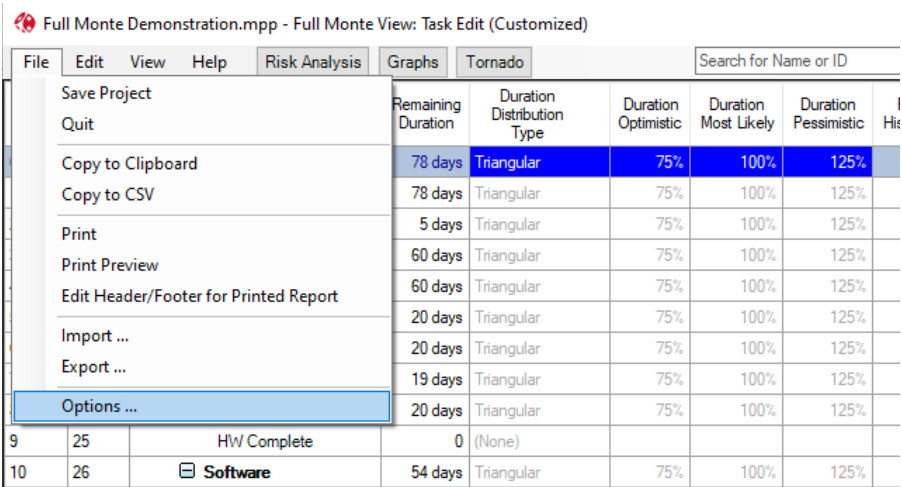 Full Monte Demonstration.mpp - Full Monte View: Task Edit (Customized)
File Edit View Help Risk Analysis Graphs Tornado Search for Name or ID
Save Project
Quit
Copy to Clipboard
Copy to CSV
Print
Print Preview
Edit Header/Footer for Printed Report
Import ...
Export ...
Options ...
Remaining Duration
Duration Distribution Type
Duration Optimistic
Duration Most Likely
Duration Pessimistic
78 days Triangular 75% 100% 125%
78 days Triangular 75% 100% 125%
5 days Triangular 75% 100% 125%
60 days Triangular 75% 100% 125%
60 days Triangular 75% 100% 125%
20 days Triangular 75% 100% 125%
20 days Triangular 75% 100% 125%
19 days Triangular 75% 100% 125%
20 days Triangular 75% 100% 125%
9 25 HW Complete 0 (None)
10 26 Software 54 days Triangular 75% 100% 125%